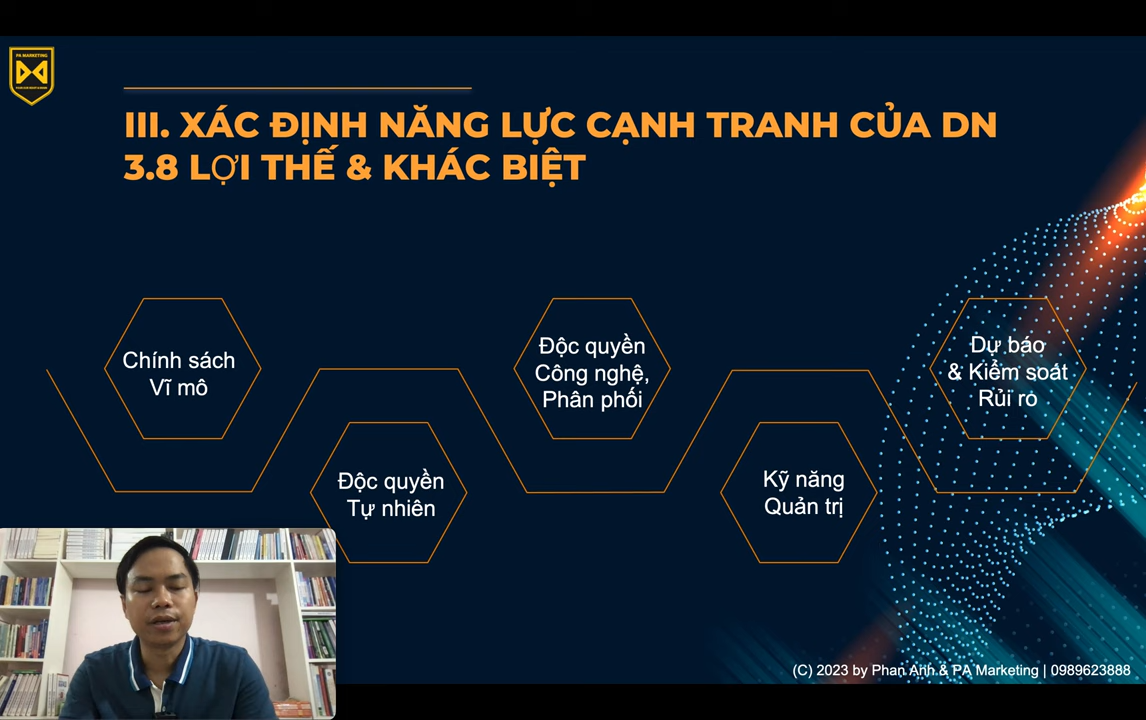 PA MARKETING
III. XÁC ĐỊNH NĂNG LỰC CẠNH TRANH CỦA DN
3.8 LỢI THẾ & KHÁC BIỆT
Chính sách
Vĩ mô
Độc quyền
Tự nhiên
Độc quyền
Công nghệ,
Phân phối
Kỹ năng
Quản trị
Dự báo
& Kiểm soát
Rủi ro
(C) 2023 by Phan Anh & PA Marketing | 0989623888